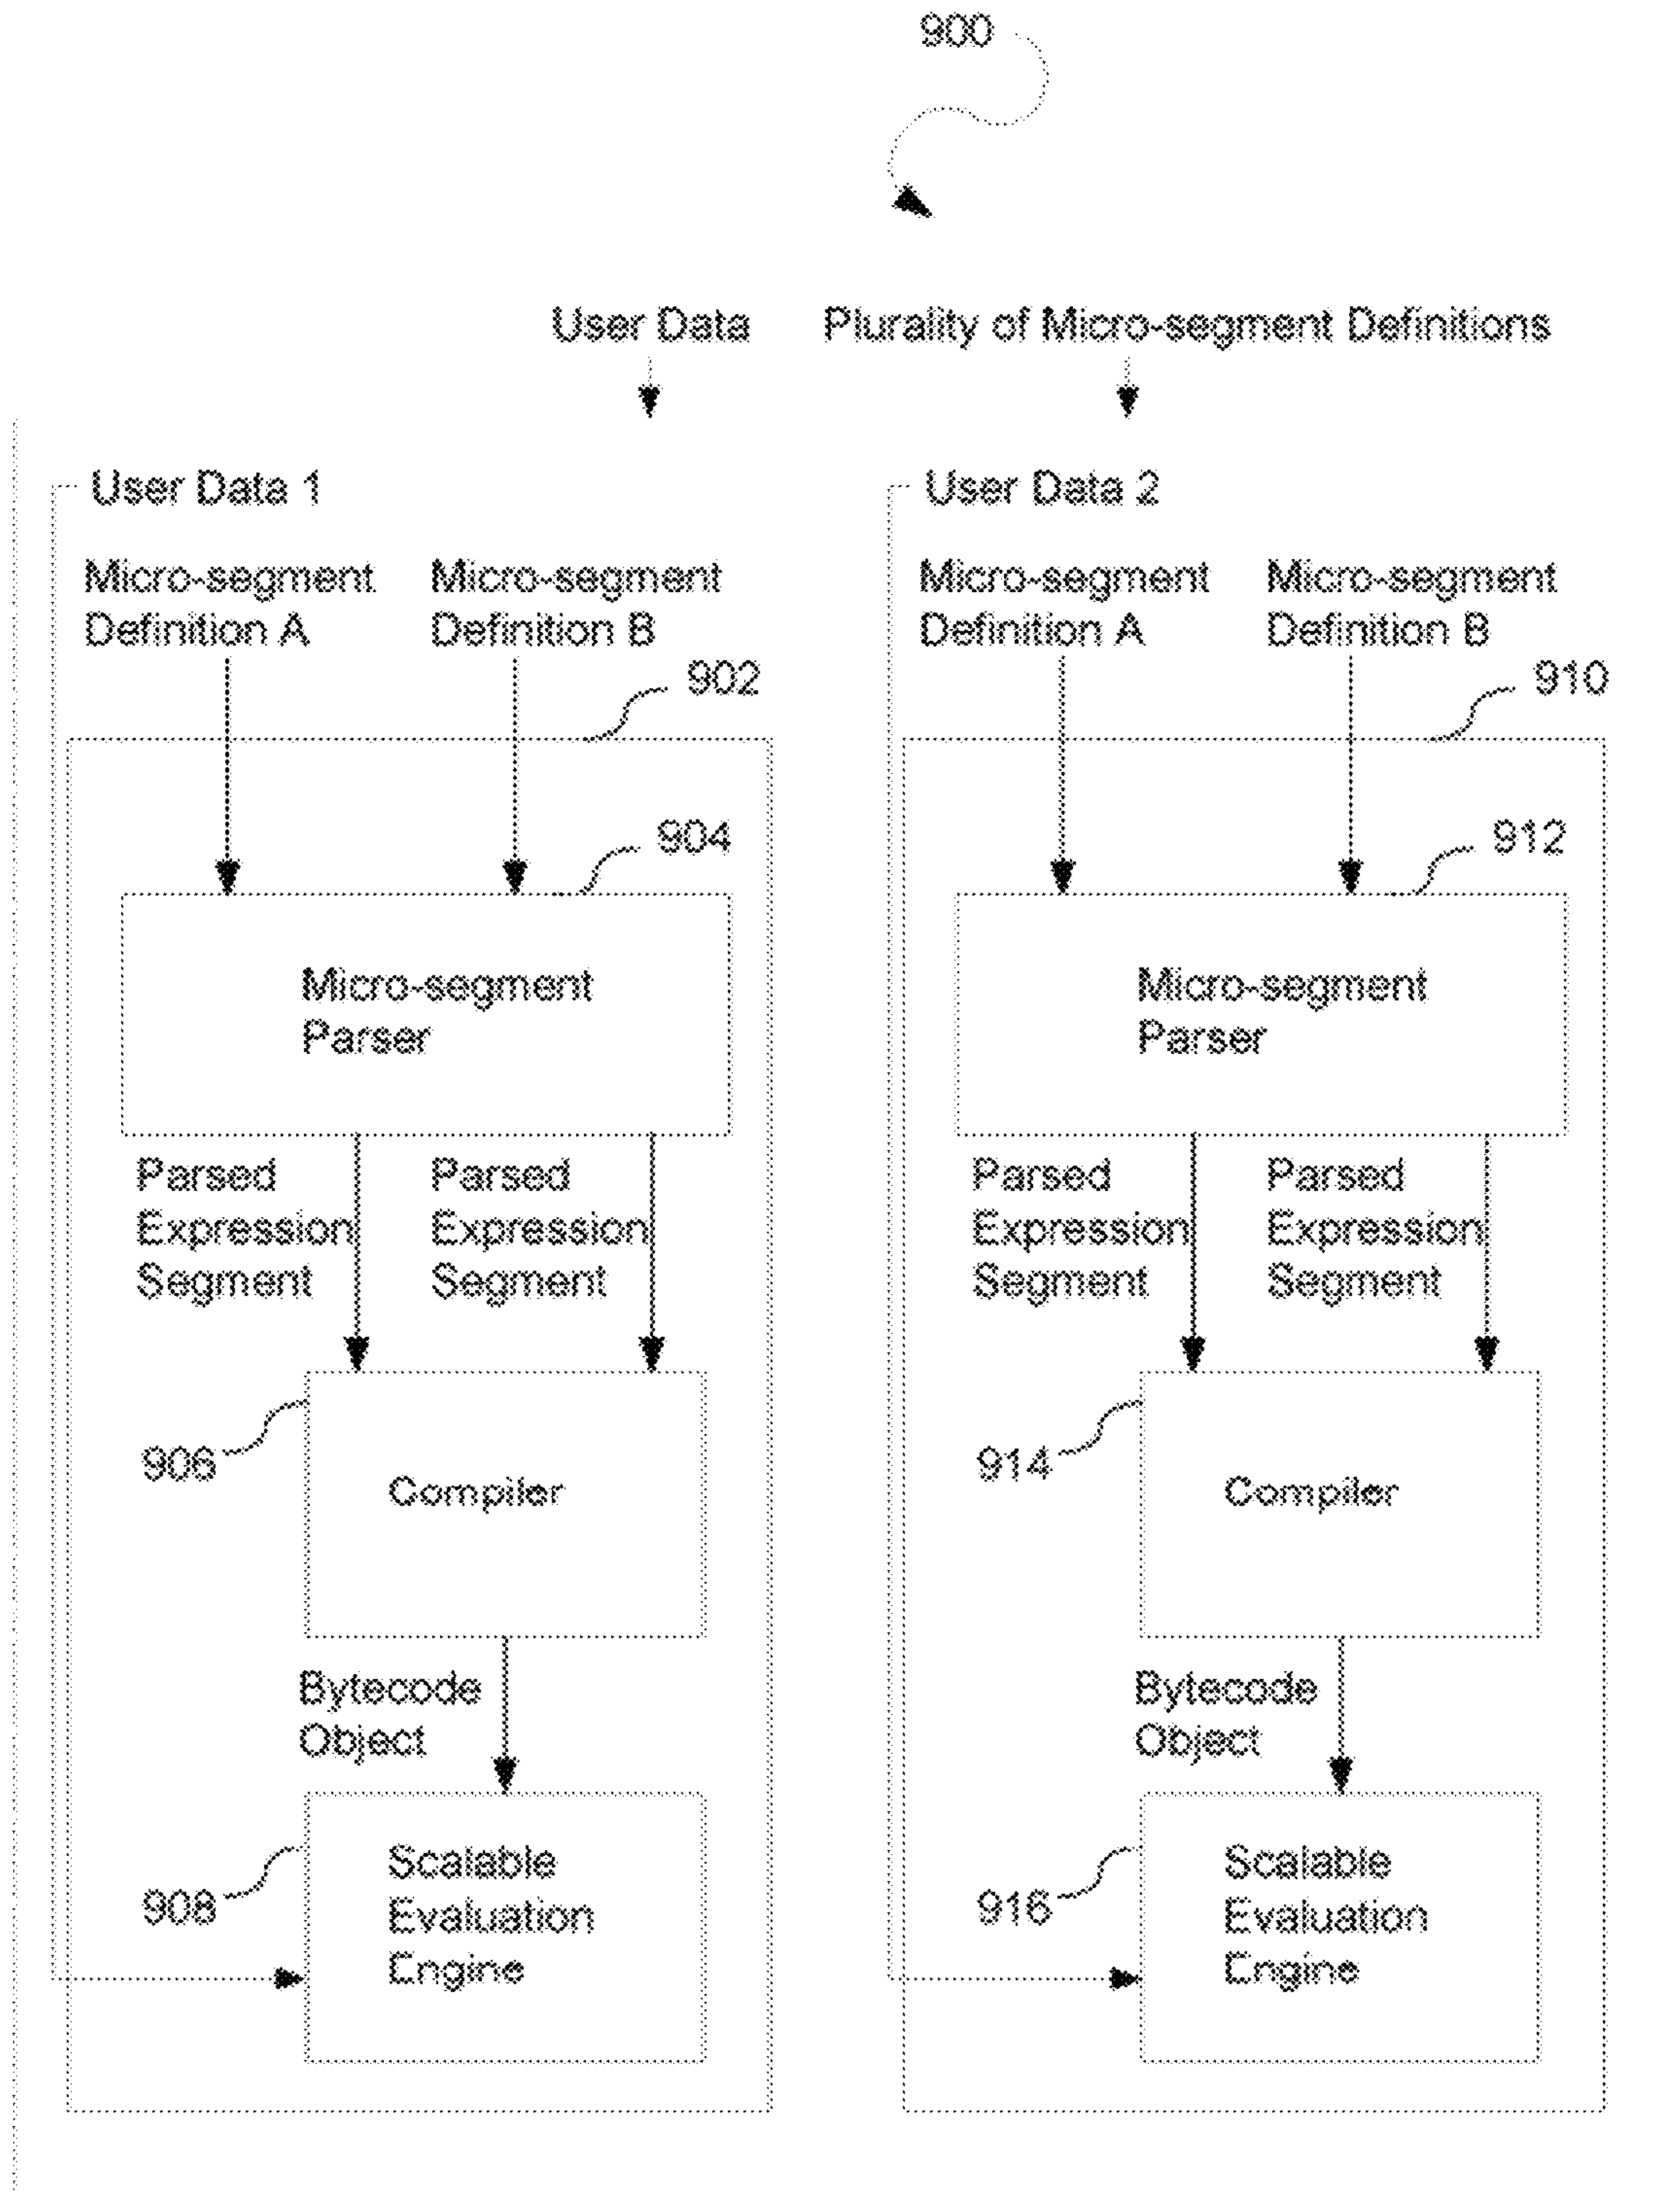 900
User Data
Plurality of Micro-segment Definitions
User Data 1
User Data 2
Micro-segment
Definition A
Micro-segment
Definition B
Micro-segment
Definition A
Micro-segment
Definition B
902
910
904
912
Micro-segment
Parser
Micro-segment
Parser
Parsed
Expression
Segment
Parsed
Expression
Segment
Parsed
Expression
Segment
Parsed
Expression
Segment
906
Compiler
914
Compiler
Bytecode
Object
Bytecode
Object
908
Scalable
Evaluation
Engine
916
Scalable
Evaluation
Engine